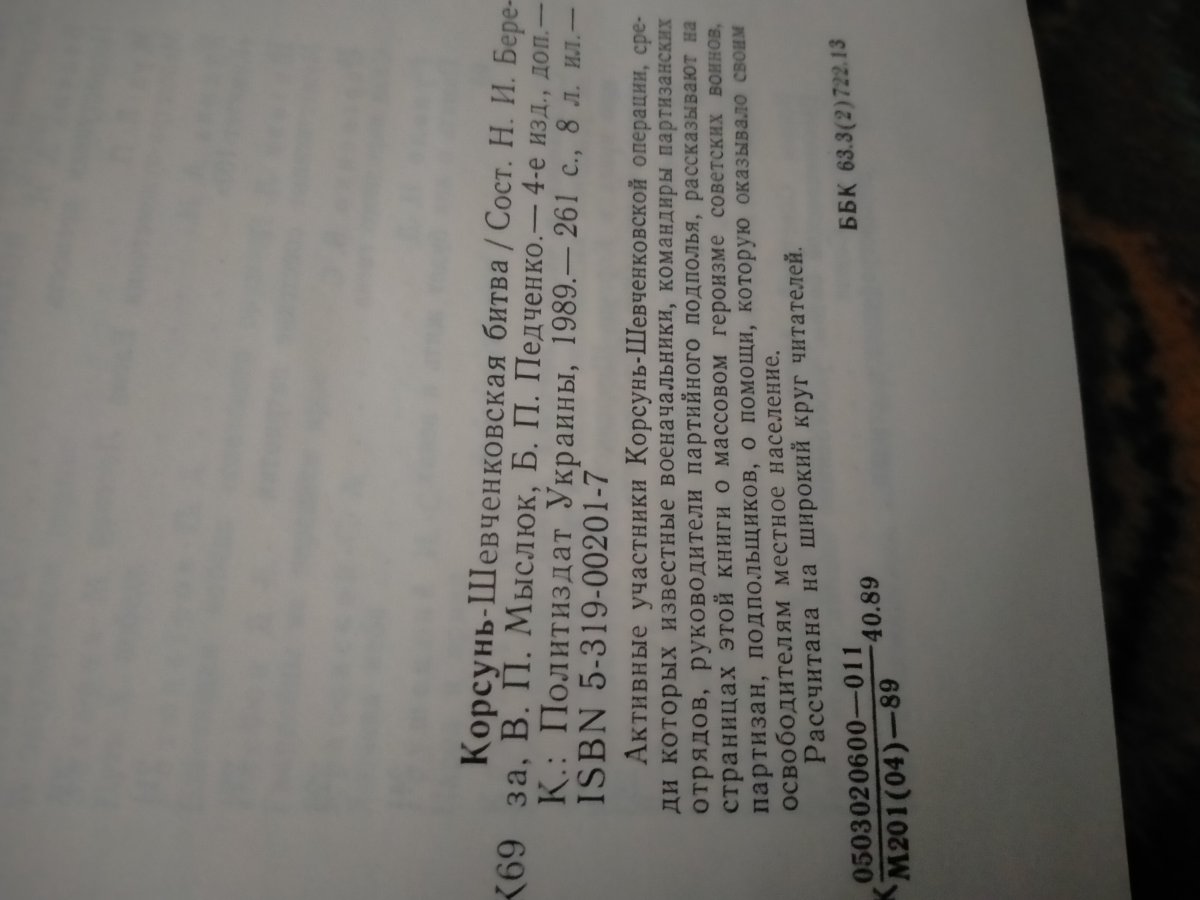 Корсунь-Шевченковская битва / Сост. Н. И. Бере-
К69 за, В. П. Мыслюк, Б. П. Педченко.— 4-е изд., доп.—
К.: Политиздат Украины, 1989.— 261 с., 8 л. ил.—
ISBN 5-319-00201-7
Активные участники Корсунь-Шевченковской операции, сре-
ди которых известные военачальники, командиры партизанских
отрядов, руководители партийного подполья, рассказывают на
страницах этой книги о массовом героизме советских воинов,
партизан, подпольщиков, о помощи, которую оказывало своим
освободителям местное население.
Рассчитана на широкий круг читателей.
К 0503020600—011 40.89
М201(04)—89
ББК 63.3(2)722.13